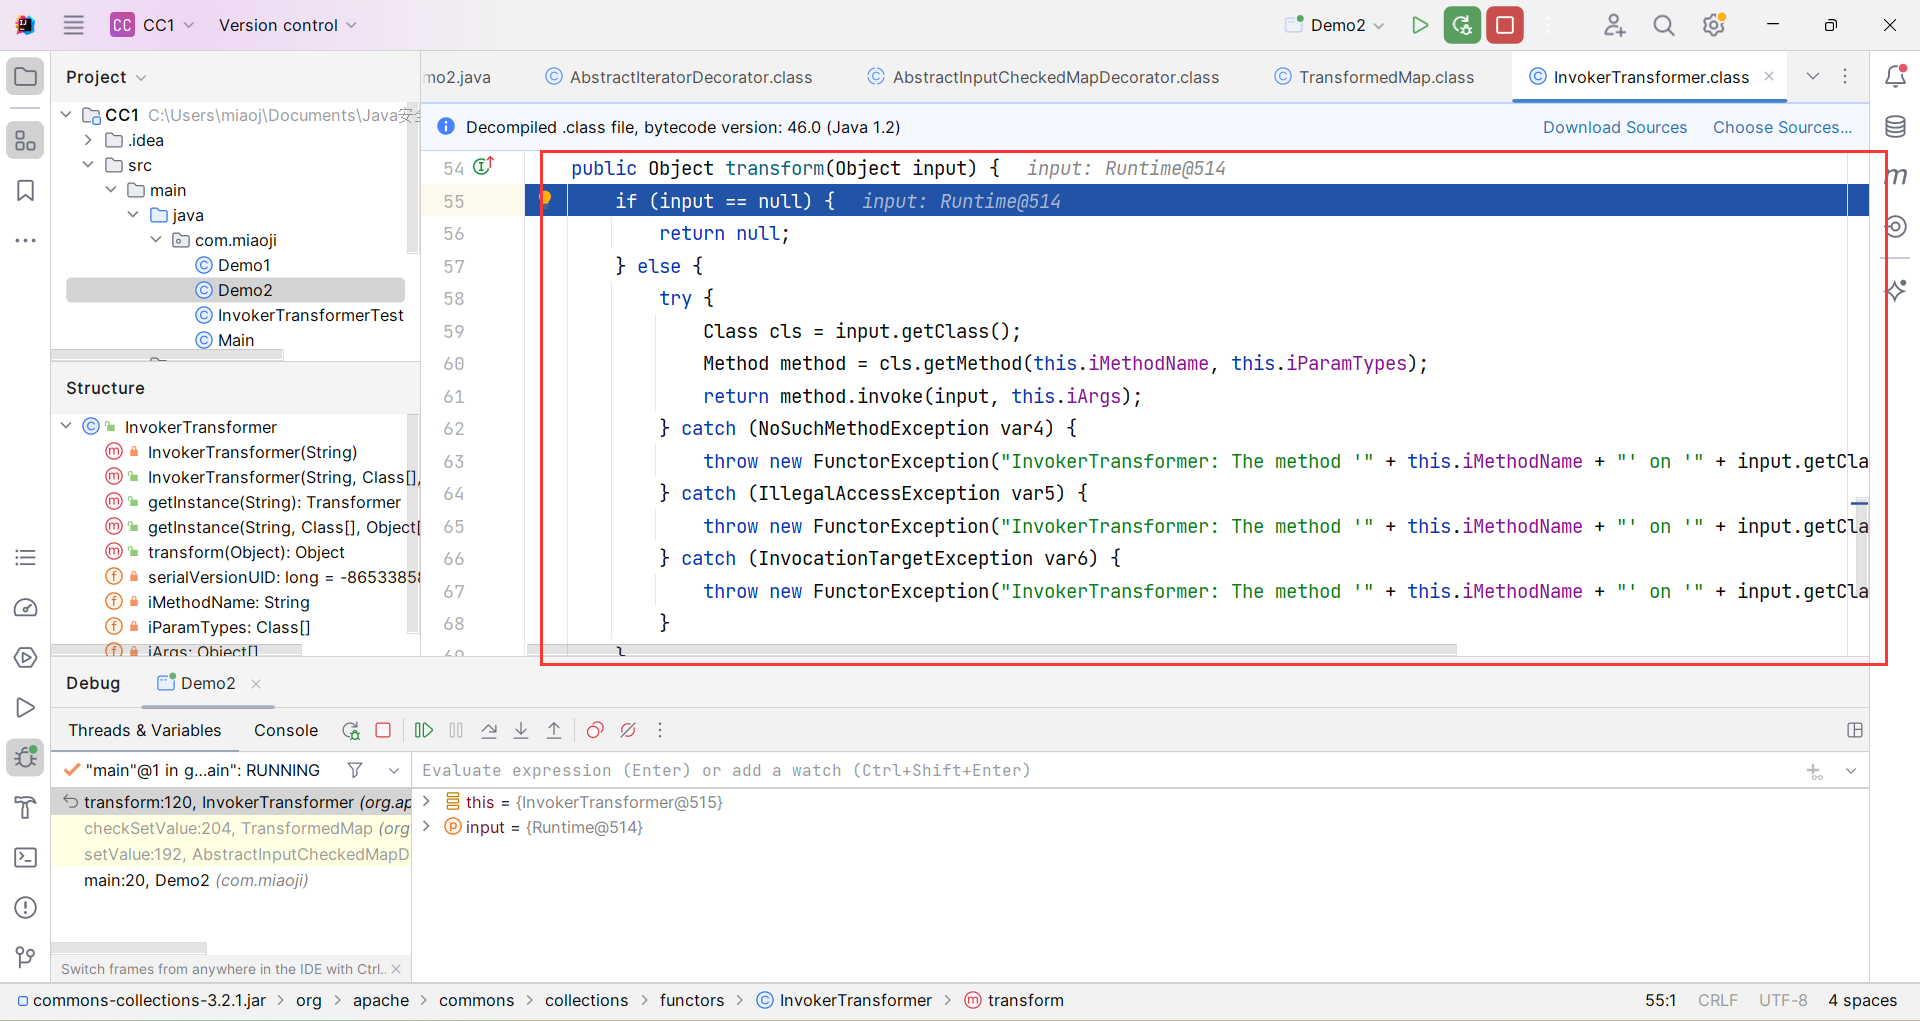 CC CC1 Version control Demo2
Project
mo2.java AbstractIteratorDecorator.class AbstractInputCheckedMapDecorator.class TransformedMap.class InvokerTransformer.class
CC1 C:\Users\miaoj\Documents\Java安全
.idea
src
main
java
com.miaoji
Demo1
Demo2
InvokerTransformerTest
Main
Structure
InvokerTransformer
InvokerTransformer(String)
InvokerTransformer(String, Class[],
getInstance(String): Transformer
getInstance(String, Class[], Object[
transform(Object): Object
serialVersionUID: long = -8653385
iMethodName: String
iParamTypes: Class[]
iArgs: Object[]
Decompiled .class file, bytecode version: 46.0 (Java 1.2) Download Sources Choose Sources...
54 public Object transform(Object input) { input: Runtime@514
55 if (input == null) { input: Runtime@514
56 return null;
57 } else {
58 try {
59 Class cls = input.getClass();
60 Method method = cls.getMethod(this.iMethodName, this.iParamTypes);
61 return method.invoke(input, this.iArgs);
62 } catch (NoSuchMethodException var4) {
63 throw new FunctorException("InvokerTransformer: The method '" + this.iMethodName + "' on '" + input.getCla
64 } catch (IllegalAccessException var5) {
65 throw new FunctorException("InvokerTransformer: The method '" + this.iMethodName + "' on '" + input.getCla
66 } catch (InvocationTargetException var6) {
67 throw new FunctorException("InvokerTransformer: The method '" + this.iMethodName + "' on '" + input.getCla
68 }
69 }
Debug Demo2
Threads & Variables Console
"main"@1 in g...ain": RUNNING
Evaluate expression (Enter) or add a watch (Ctrl+Shift+Enter)
transform:120, InvokerTransformer (org.ap
checkSetValue:204, TransformedMap (org
setValue:192, AbstractInputCheckedMapD
main:20, Demo2 (com.miaoji)
this = {InvokerTransformer@515}
input = {Runtime@514}
Switch frames from anywhere in the IDE with Ctrl..
commons-collections-3.2.1.jar > org > apache > commons > collections > functors > InvokerTransformer > transform
55:1 CRLF UTF-8 4 spaces